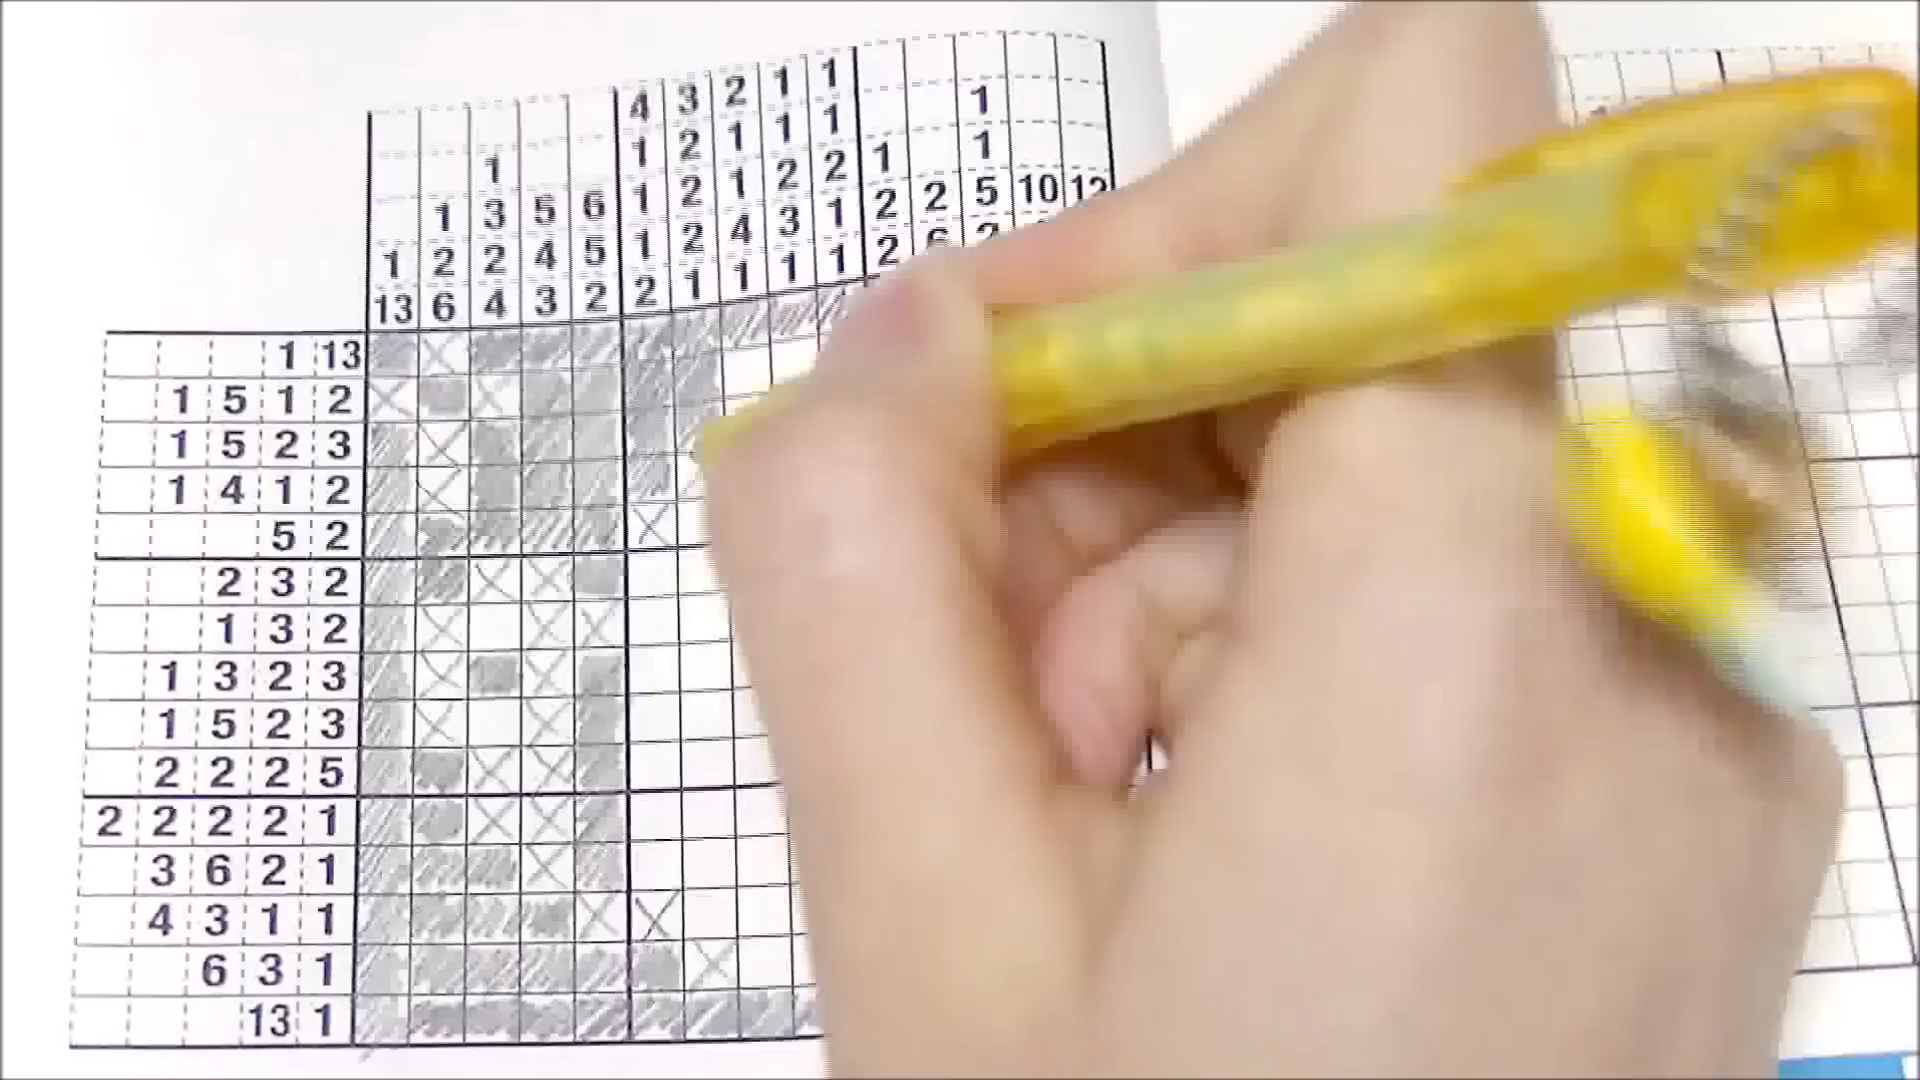 4 3 2 1 1
1 1 2 1 1 1 1
1 3 5 6 1 2 1 2 2 1 1
1 2 2 4 5 1 2 4 3 1 2 2 5 10 12
13 6 4 3 2 2 1 1 1 1 2
1 13
1 5 1 2
1 5 2 3
1 4 1 2
5 2
2 3 2
1 3 2
1 3 2 3
1 5 2 3
2 2 2 5
2 2 2 2 1
3 6 2 1
4 3 1 1
6 3 1
13 1